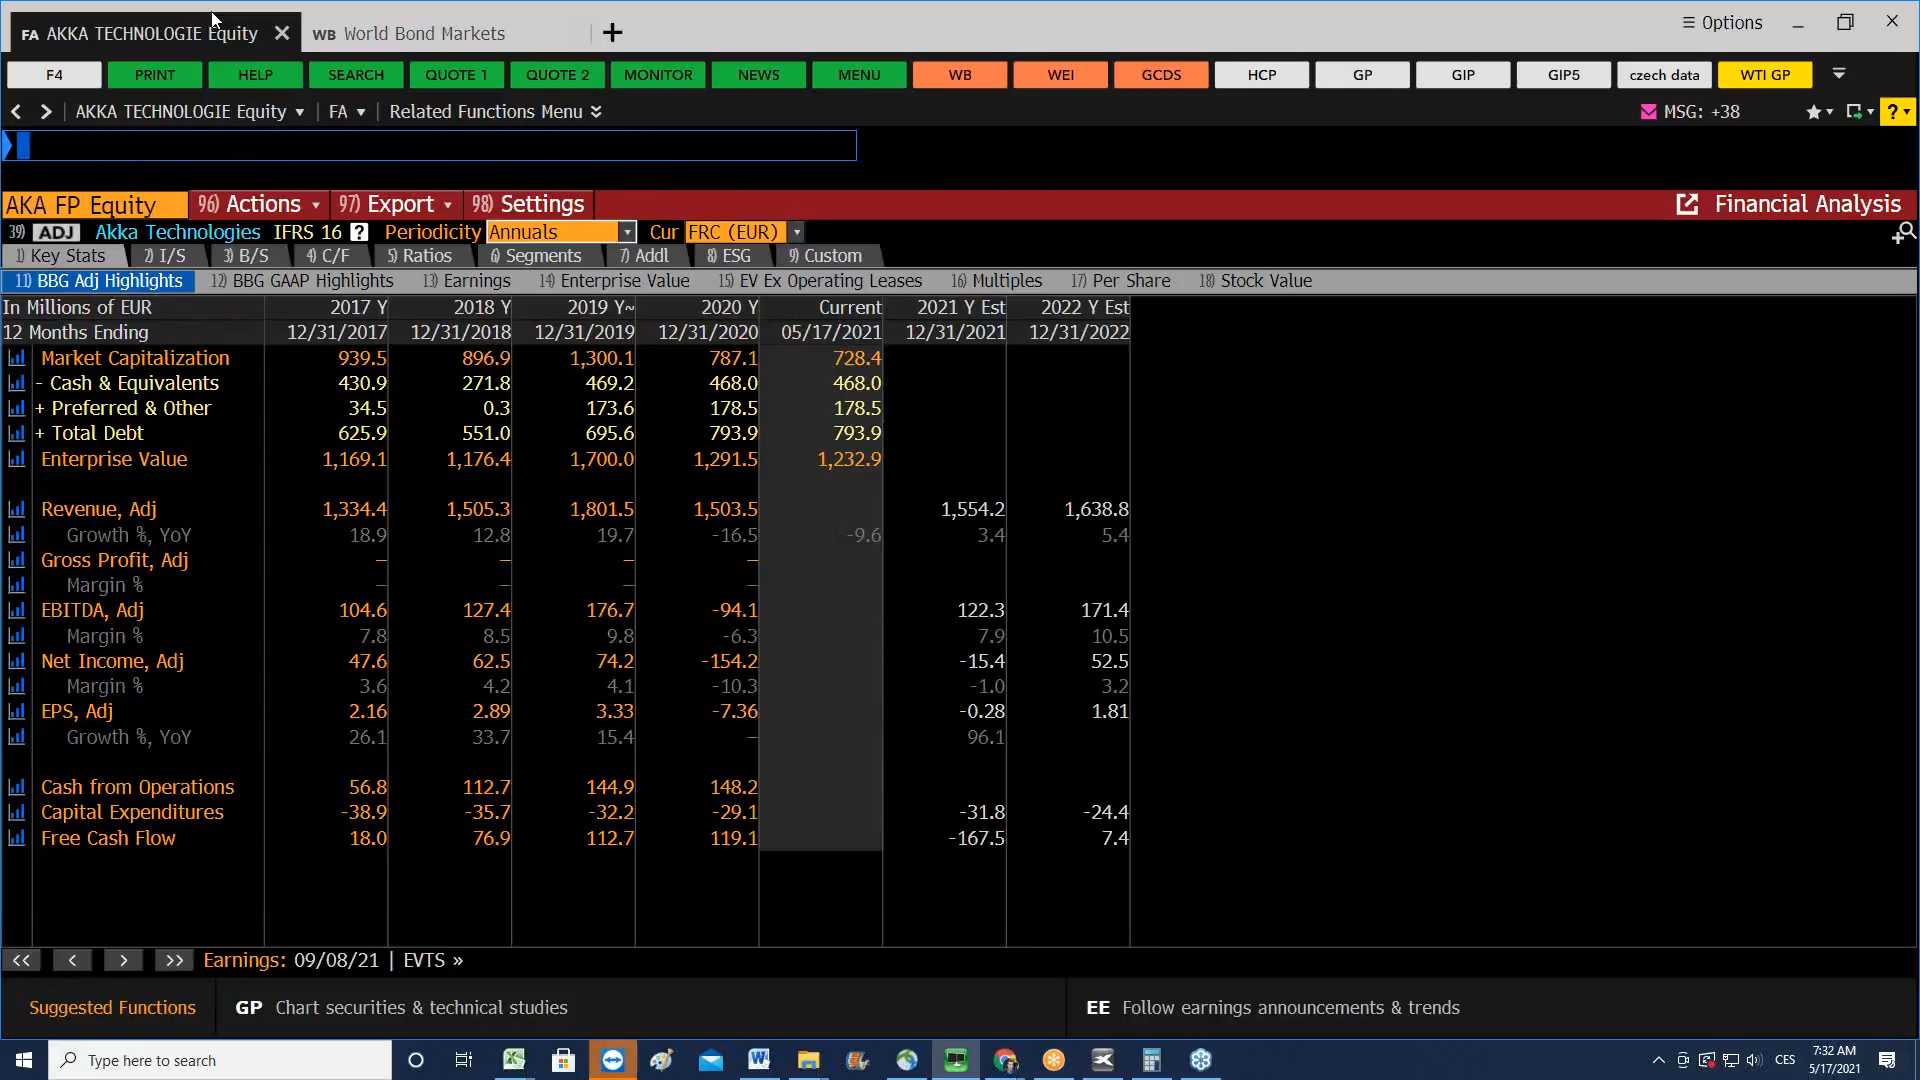 FA AKKA TECHNOLOGIE Equity WB World Bond Markets Options
F4 PRINT HELP SEARCH QUOTE 1 QUOTE 2 MONITOR NEWS MENU WB WEI GCDS HCP GP GIP GIP5 czech data WTI GP
AKKA TECHNOLOGIE Equity FA Related Functions Menu MSG: +38 ?
AKA FP Equity 96) Actions 97) Export 98) Settings Financial Analysis
39) ADJ Akka Technologies IFRS 16 ? Periodicity Annuals Cur FRC (EUR)
1) Key Stats 2) I/S 3) B/S 4) C/F 5) Ratios 6) Segments 7) Addl 8) ESG 9) Custom
11) BBG Adj Highlights 12) BBG GAAP Highlights 13) Earnings 14) Enterprise Value 15) EV Ex Operating Leases 16) Multiples 17) Per Share 18) Stock Value
In Millions of EUR 2017 Y 2018 Y 2019 Y~ 2020 Y Current 2021 Y Est 2022 Y Est
12 Months Ending 12/31/2017 12/31/2018 12/31/2019 12/31/2020 05/17/2021 12/31/2021 12/31/2022
Market Capitalization 939.5 896.9 1,300.1 787.1 728.4
- Cash & Equivalents 430.9 271.8 469.2 468.0 468.0
+ Preferred & Other 34.5 0.3 173.6 178.5 178.5
+ Total Debt 625.9 551.0 695.6 793.9 793.9
Enterprise Value 1,169.1 1,176.4 1,700.0 1,291.5 1,232.9
Revenue, Adj 1,334.4 1,505.3 1,801.5 1,503.5 1,554.2 1,638.8
Growth %, YoY 18.9 12.8 19.7 -16.5 -9.6 3.4 5.4
Gross Profit, Adj — — — —
Margin % — — — —
EBITDA, Adj 104.6 127.4 176.7 -94.1 122.3 171.4
Margin % 7.8 8.5 9.8 -6.3 7.9 10.5
Net Income, Adj 47.6 62.5 74.2 -154.2 -15.4 52.5
Margin % 3.6 4.2 4.1 -10.3 -1.0 3.2
EPS, Adj 2.16 2.89 3.33 -7.36 -0.28 1.81
Growth %, YoY 26.1 33.7 15.4 — 96.1
Cash from Operations 56.8 112.7 144.9 148.2
Capital Expenditures -38.9 -35.7 -32.2 -29.1 -31.8 -24.4
Free Cash Flow 18.0 76.9 112.7 119.1 -167.5 7.4
<< < > >> Earnings: 09/08/21 | EVTS »
Suggested Functions GP Chart securities & technical studies EE Follow earnings announcements & trends
Type here to search CES 7:32 AM
5/17/2021